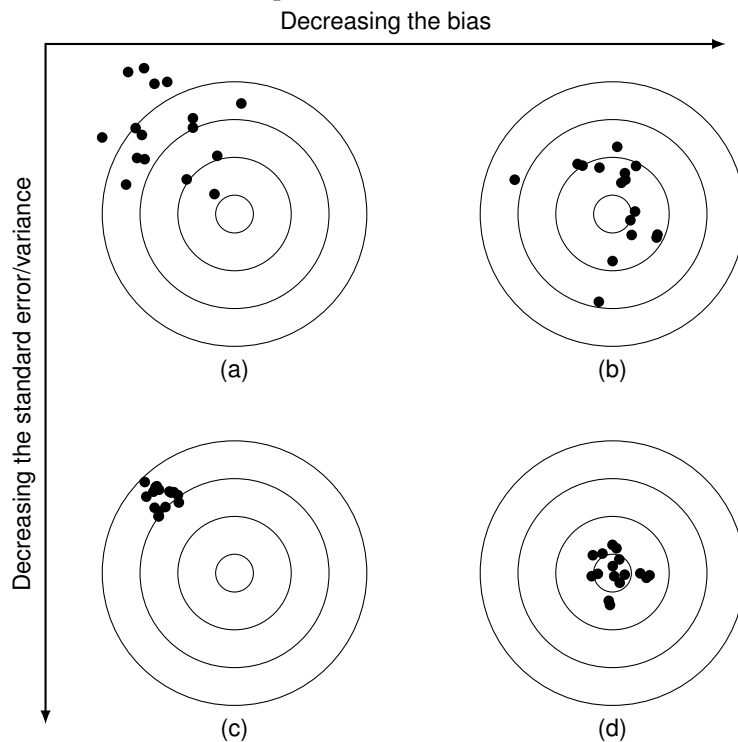 Decreasing the bias
Decreasing the standard error/variance
(a)
(b)
(c)
(d)